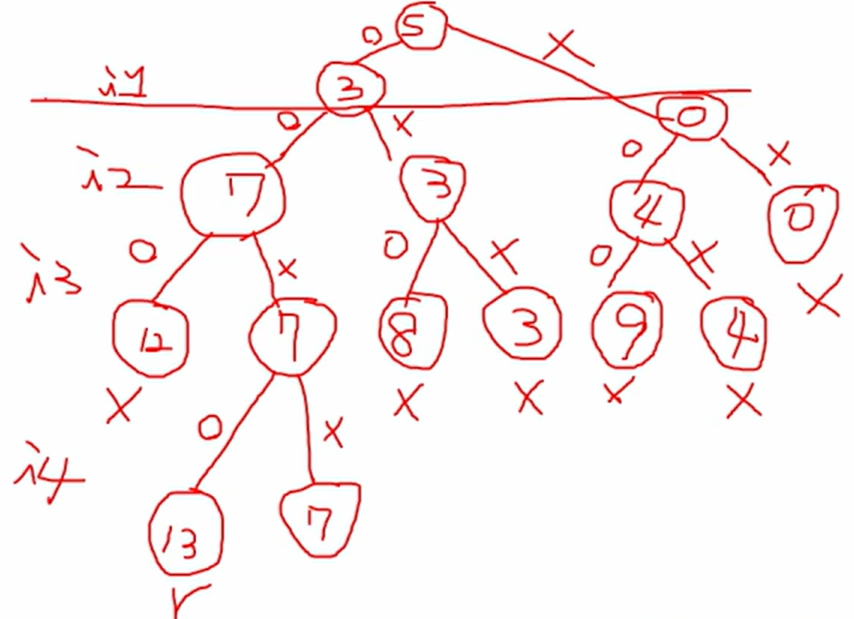 5
o x
3
i1
o x 0
i2 7 3 4 0
o x
o x o x o x
i3 x
12 7 8 3 9 4
x x x x x
o x
i4
13 7
r